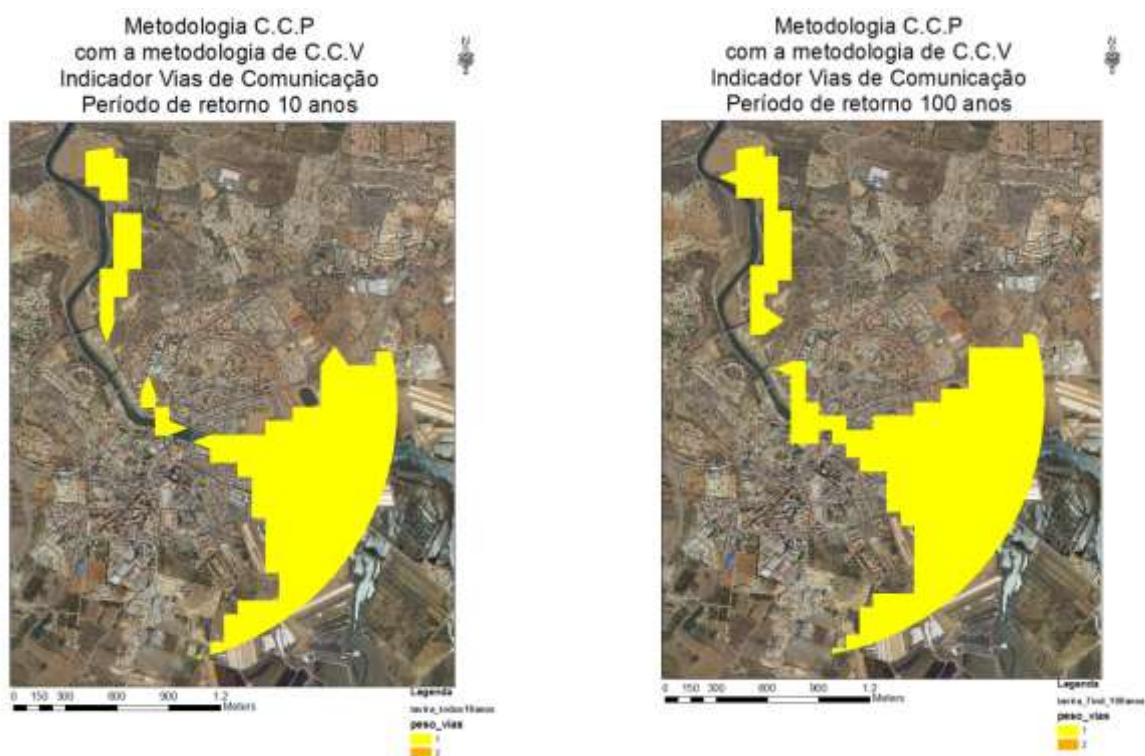 Metodologia C.C.P
com a metodologia de C.C.V
Indicador Vias de Comunicação
Período de retorno 10 anos
N
0 150 300 600 900 1.2
Meters
Legenda
peso_vias
1
2
Metodologia C.C.P
com a metodologia de C.C.V
Indicador Vias de Comunicação
Período de retorno 100 anos
N
0 150 300 600 900 1.2
Meters
Legenda
peso_vias
1
2